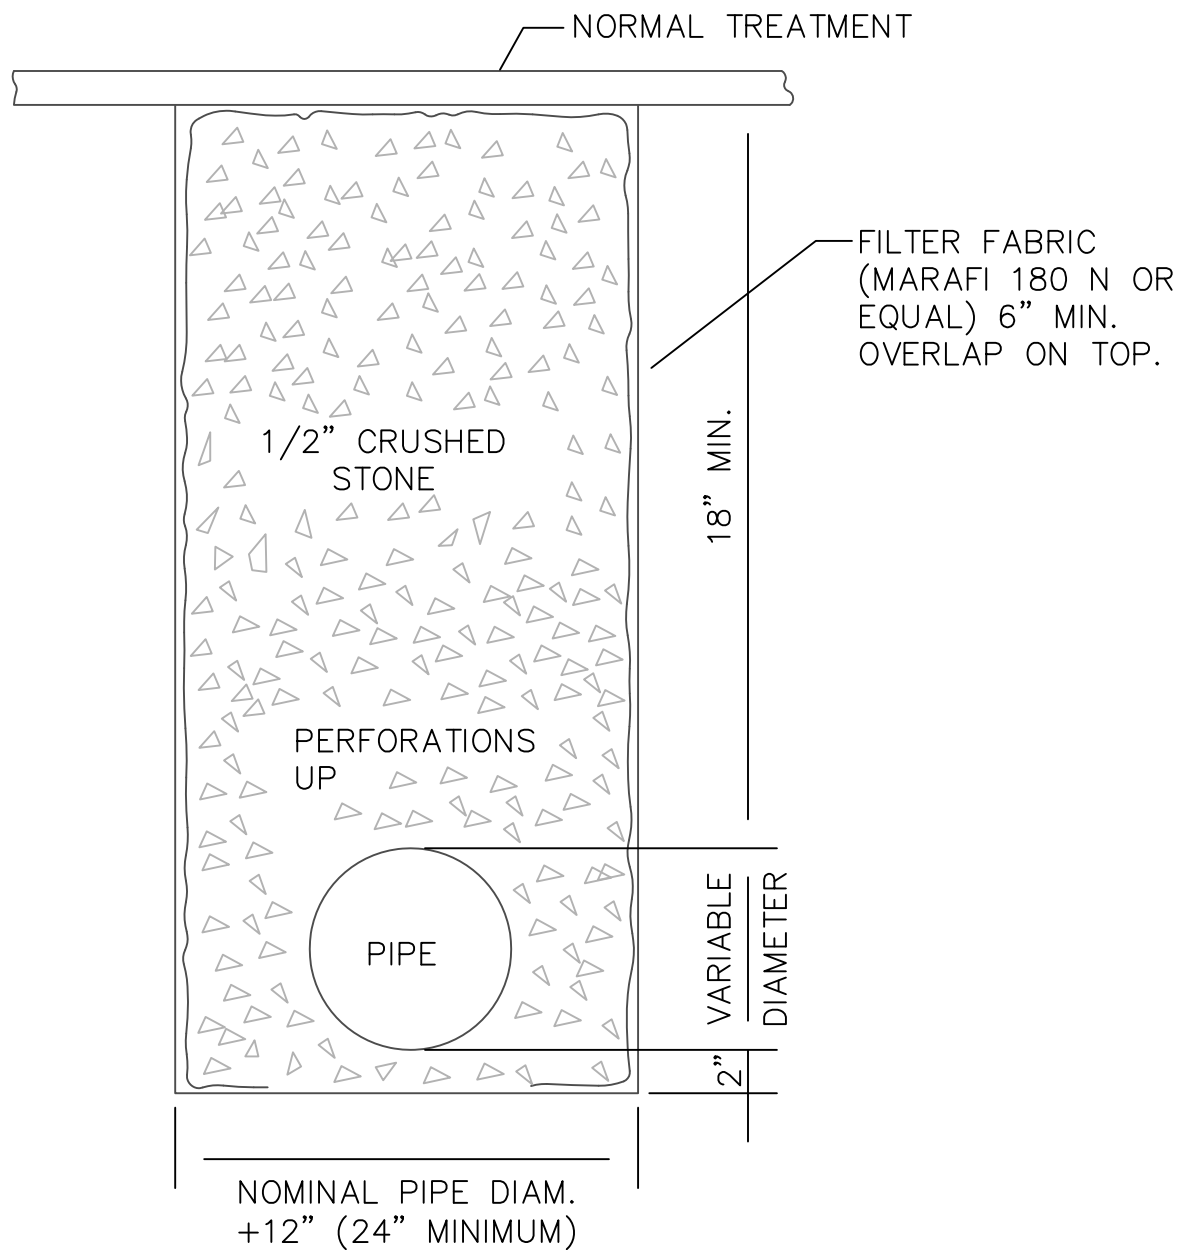 NORMAL TREATMENT
FILTER FABRIC
(MARAFI 180 N OR
EQUAL) 6” MIN.
OVERLAP ON TOP.
18” MIN.
1/2” CRUSHED
STONE
PERFORATIONS
UP
PIPE
VARIABLE
DIAMETER
2”
NOMINAL PIPE DIAM.
+12” (24” MINIMUM)